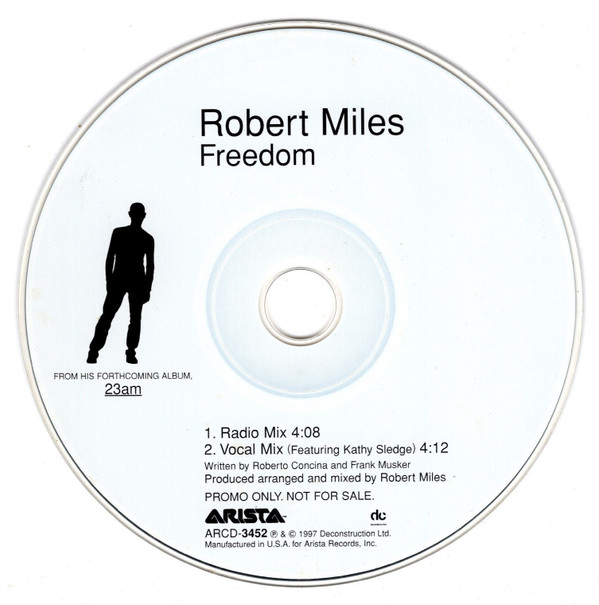 Robert Miles
Freedom
FROM HIS FORTHCOMING ALBUM,
23am
1. Radio Mix 4:08
2. Vocal Mix (Featuring Kathy Sledge) 4:12
Written by Roberto Concina and Frank Musker
Produced arranged and mixed by Robert Miles
PROMO ONLY. NOT FOR SALE.
ARISTA™ dc
ARCD-3452 ℗ & © 1997 Deconstruction Ltd.
Manufactured in U.S.A. for Arista Records, Inc.